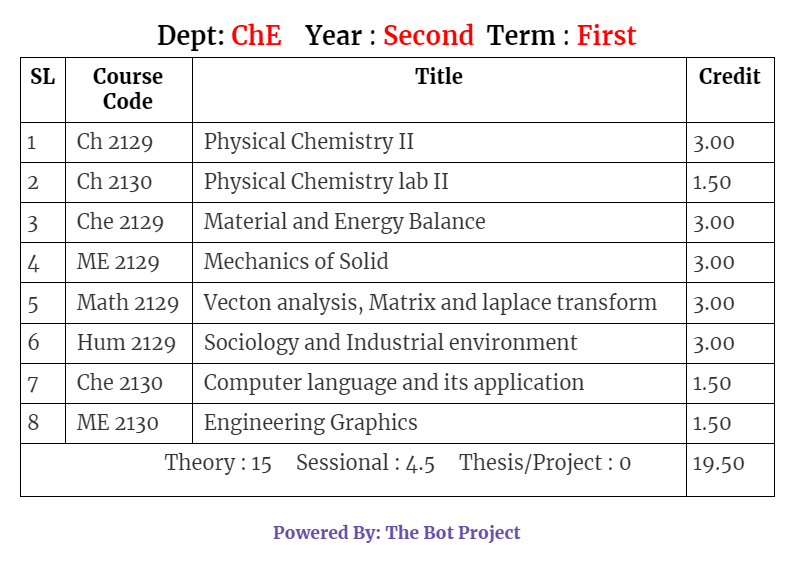 Dept: ChE Year : Second Term : First
SL Course Code Title Credit
1 Ch 2129 Physical Chemistry II 3.00
2 Ch 2130 Physical Chemistry lab II 1.50
3 Che 2129 Material and Energy Balance 3.00
4 ME 2129 Mechanics of Solid 3.00
5 Math 2129 Vecton analysis, Matrix and laplace transform 3.00
6 Hum 2129 Sociology and Industrial environment 3.00
7 Che 2130 Computer language and its application 1.50
8 ME 2130 Engineering Graphics 1.50
Theory : 15 Sessional : 4.5 Thesis/Project : 0 19.50
Powered By: The Bot Project